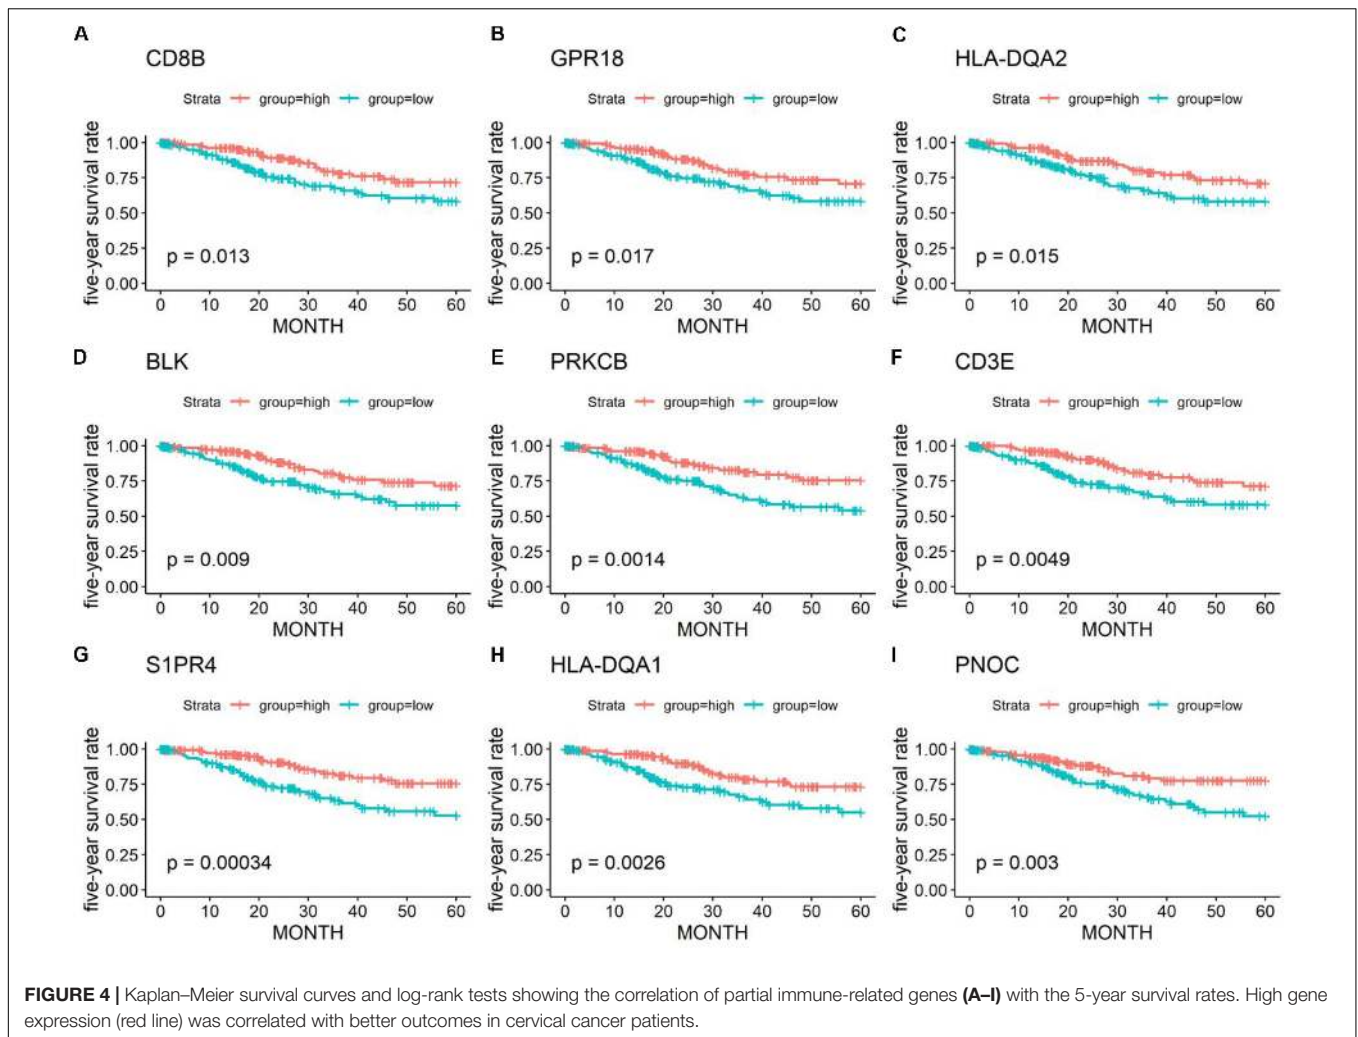 A
CD8B
Strata group=high group=low
five-year survival rate
1.00
0.75
0.50
0.25
0.00
p = 0.013
0 10 20 30 40 50 60
MONTH
B
GPR18
Strata group=high group=low
five-year survival rate
1.00
0.75
0.50
0.25
0.00
p = 0.017
0 10 20 30 40 50 60
MONTH
C
HLA-DQA2
Strata group=high group=low
five-year survival rate
1.00
0.75
0.50
0.25
0.00
p = 0.015
0 10 20 30 40 50 60
MONTH
D
BLK
Strata group=high group=low
five-year survival rate
1.00
0.75
0.50
0.25
0.00
p = 0.009
0 10 20 30 40 50 60
MONTH
E
PRKCB
Strata group=high group=low
five-year survival rate
1.00
0.75
0.50
0.25
0.00
p = 0.0014
0 10 20 30 40 50 60
MONTH
F
CD3E
Strata group=high group=low
five-year survival rate
1.00
0.75
0.50
0.25
0.00
p = 0.0049
0 10 20 30 40 50 60
MONTH
G
S1PR4
Strata group=high group=low
five-year survival rate
1.00
0.75
0.50
0.25
0.00
p = 0.00034
0 10 20 30 40 50 60
MONTH
H
HLA-DQA1
Strata group=high group=low
five-year survival rate
1.00
0.75
0.50
0.25
0.00
p = 0.0026
0 10 20 30 40 50 60
MONTH
I
PNOC
Strata group=high group=low
five-year survival rate
1.00
0.75
0.50
0.25
0.00
p = 0.003
0 10 20 30 40 50 60
MONTH
FIGURE 4 | Kaplan–Meier survival curves and log-rank tests showing the correlation of partial immune-related genes (A–I) with the 5-year survival rates. High gene
expression (red line) was correlated with better outcomes in cervical cancer patients.